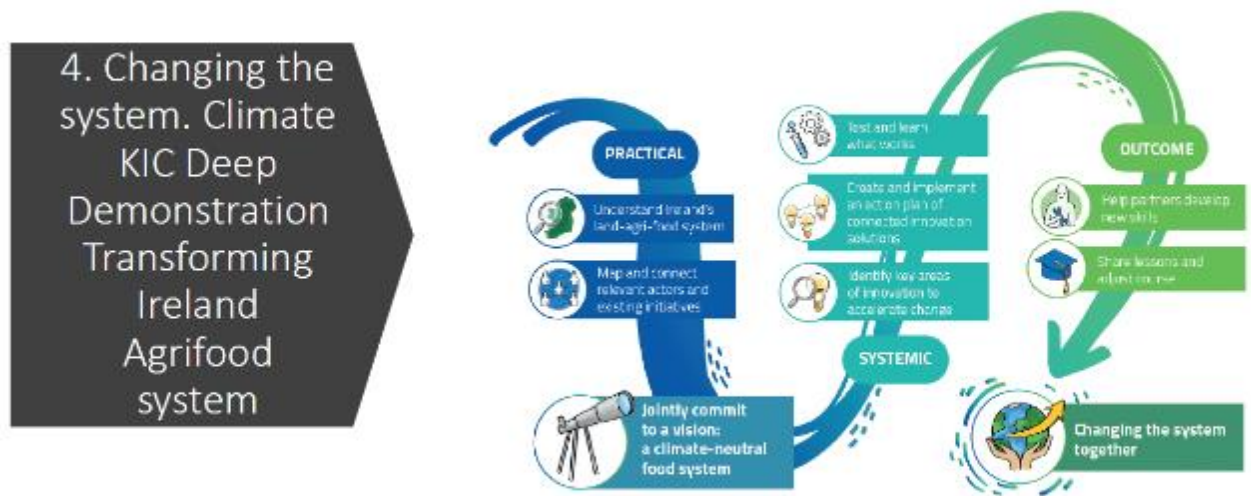 4. Changing the
system. Climate
KIC Deep
Demonstration
Transforming
Ireland
Agrifood
system
PRACTICAL
Understand Ireland's
land-agri-food system
Map and connect
relevant actors and
existing initiatives
Jointly commit
to a vision:
a climate-neutral
food system
Test and learn
what works
Create and implement
an action plan of
connected innovation
solutions
Identify key areas
of innovation to
accelerate change
SYSTEMIC
OUTCOME
Help partners develop
new skills
Share lessons and
adjust course
Changing the system
together